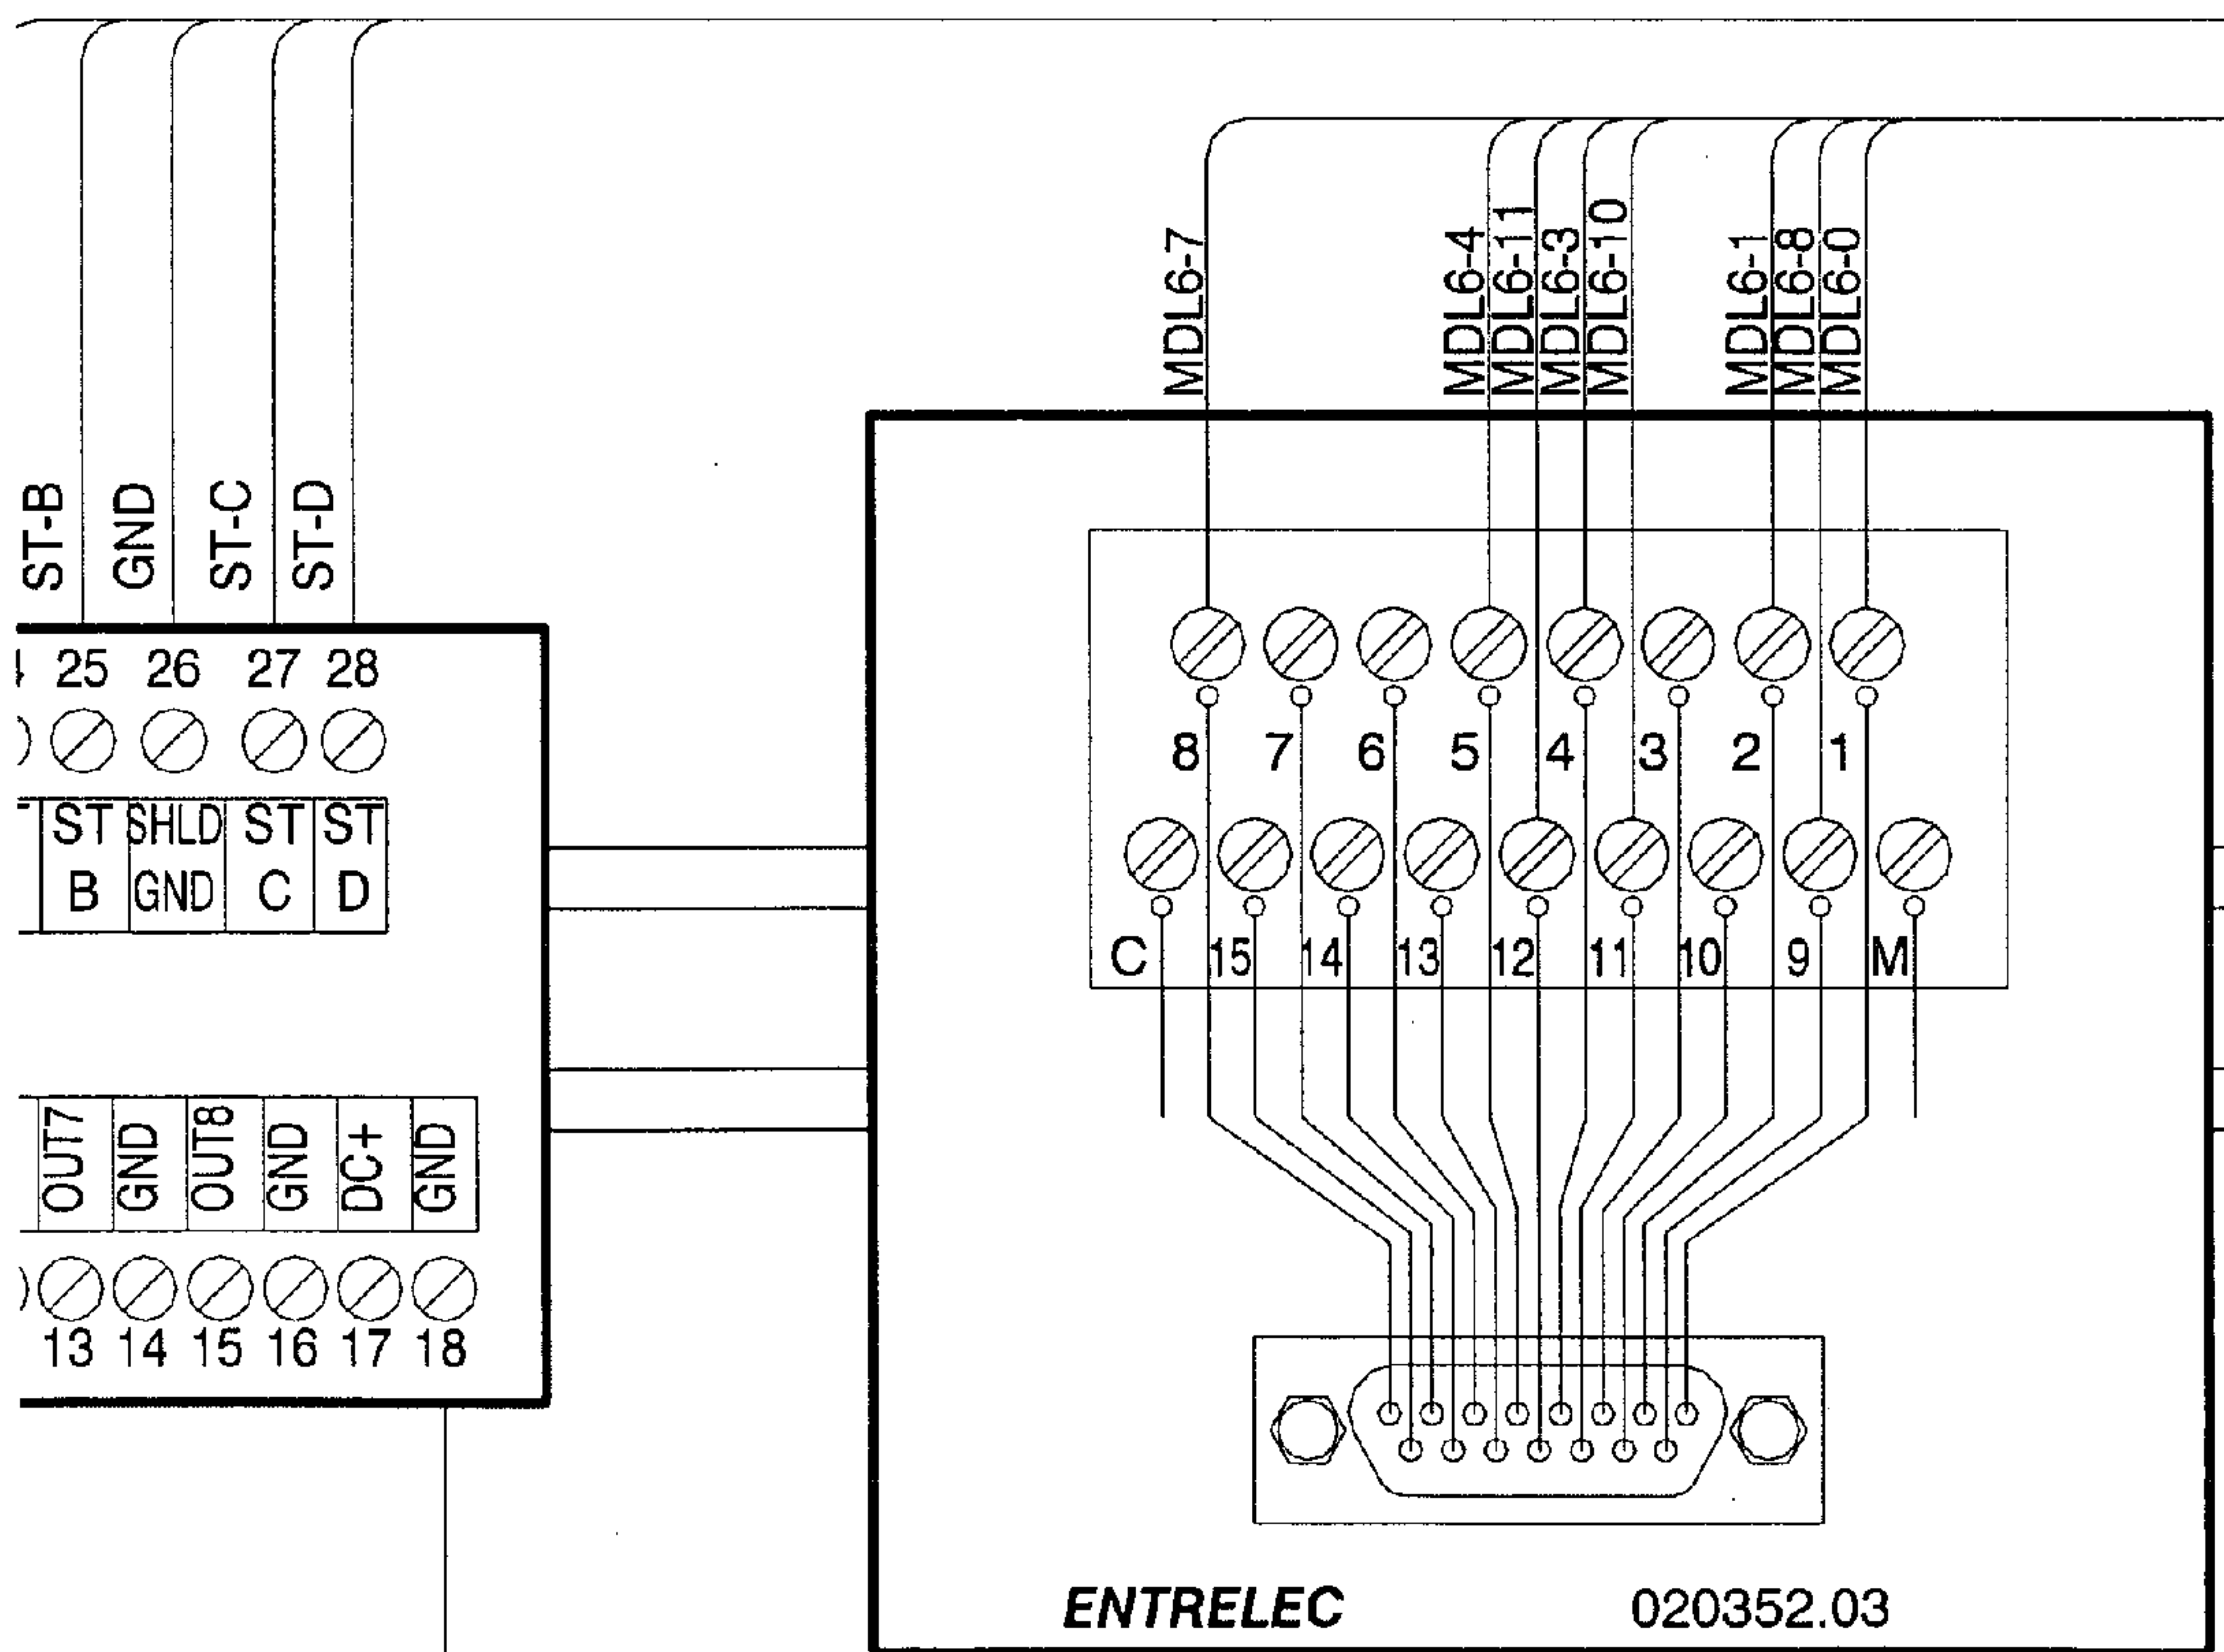 MDL6-7 MDL6-4 MDL6-11 MDL6-3 MDL6-10 MDL6-1 MDL6-8 MDL6-0
ST-B GND ST-C ST-D
25 26 27 28
8 7 6 5 4 3 2 1
ST SHLD ST ST
B GND C D
C 15 14 13 12 11 10 9 M
OUT7 GND OUT8 GND DC+ GND
13 14 15 16 17 18
ENTRELEC 020352.03